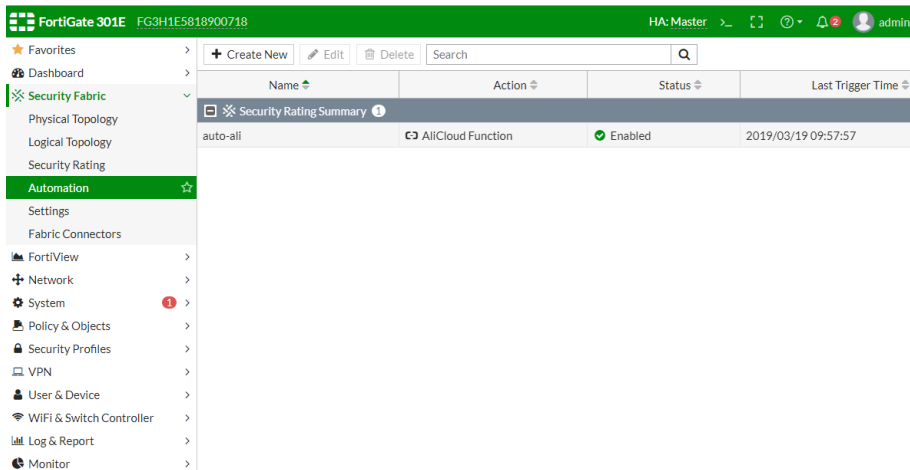 FortiGate 301E FG3H1E5818900718 HA: Master >_ 2 admin
Favorites
Dashboard
Security Fabric
Physical Topology
Logical Topology
Security Rating
Automation
Settings
Fabric Connectors
FortiView
Network
System 1
Policy & Objects
Security Profiles
VPN
User & Device
WiFi & Switch Controller
Log & Report
Monitor
+ Create New Edit Delete Search
Name Action Status Last Trigger Time
Security Rating Summary 1
auto-ali AliCloud Function Enabled 2019/03/19 09:57:57